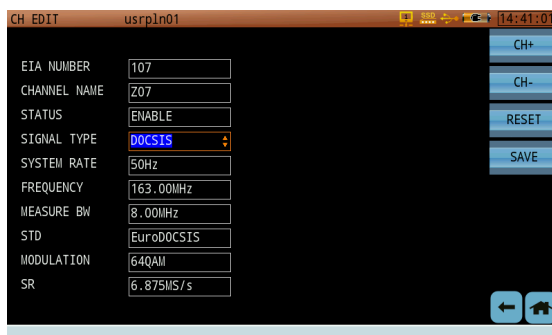 CH EDIT usrpln01 SSD 14:41:01
CH+
EIA NUMBER 107
CH-
CHANNEL NAME Z07
STATUS ENABLE
RESET
SIGNAL TYPE DOCSIS
SAVE
SYSTEM RATE 50Hz
FREQUENCY 163.00MHz
MEASURE BW 8.00MHz
STD EuroDOCSIS
MODULATION 64QAM
SR 6.875MS/s